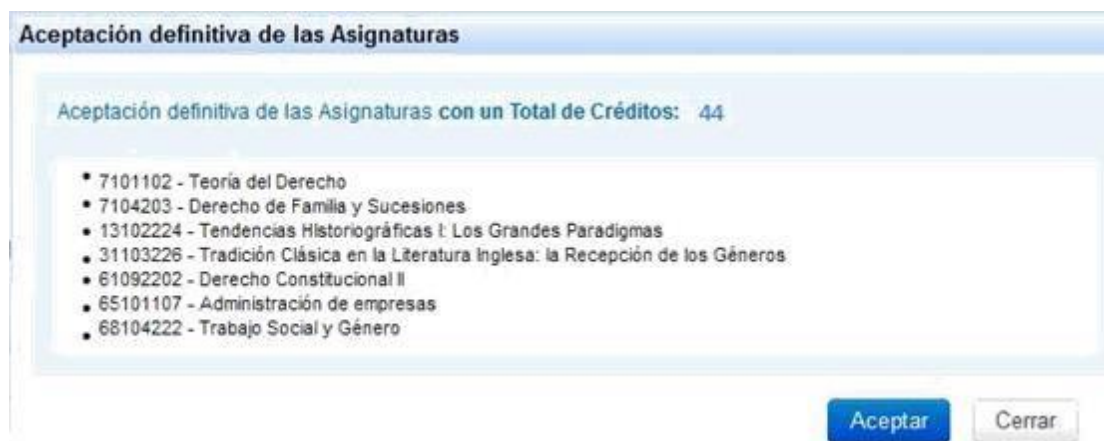 Aceptación definitiva de las Asignaturas
Aceptación definitiva de las Asignaturas con un Total de Créditos: 44
• 7101102 - Teoría del Derecho
• 7104203 - Derecho de Familia y Sucesiones
• 13102224 - Tendencias Historiográficas I: Los Grandes Paradigmas
• 31103226 - Tradición Clásica en la Literatura Inglesa: la Recepción de los Géneros
• 61092202 - Derecho Constitucional II
• 65101107 - Administración de empresas
• 68104222 - Trabajo Social y Género
Aceptar Cerrar